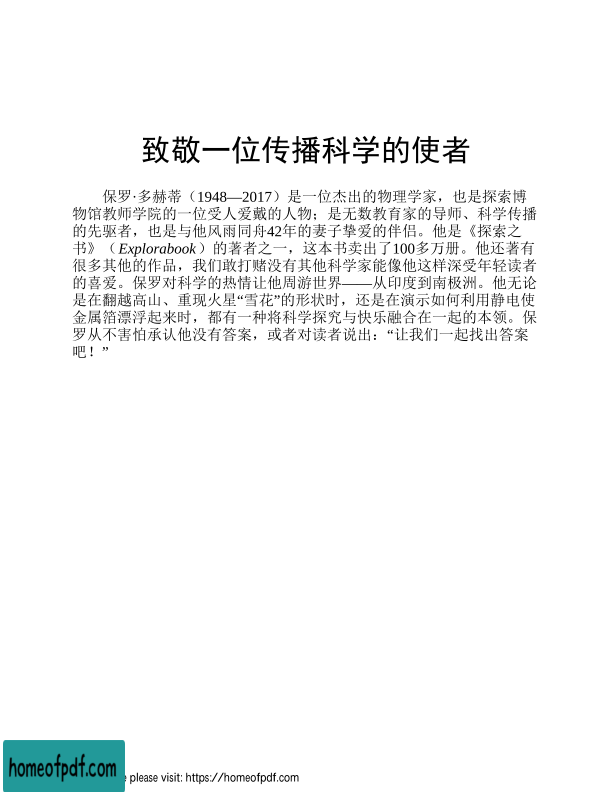 致敬一位传播科学的使者
保罗·多赫蒂（1948—2017）是一位杰出的物理学家，也是探索博
物馆教师学院的一位受人爱戴的人物；是无数教育家的导师、科学传播
的先驱者，也是与他风雨同舟42年的妻子挚爱的伴侣。他是《探索之
书》（Explorabook）的著者之一，这本书卖出了100多万册。他还著有
很多其他的作品，我们敢打赌没有其他科学家能像他这样深受年轻读者
的喜爱。保罗对科学的热情让他周游世界——从印度到南极洲。他无论
是在翻越高山、重现火星“雪花”的形状时，还是在演示如何利用静电使
金属箔漂浮起来时，都有一种将科学探究与快乐融合在一起的本领。保
罗从不害怕承认他没有答案，或者对读者说出：“让我们一起找出答案
吧！”
homeofpdf.com
e please visit: https://homeofpdf.com